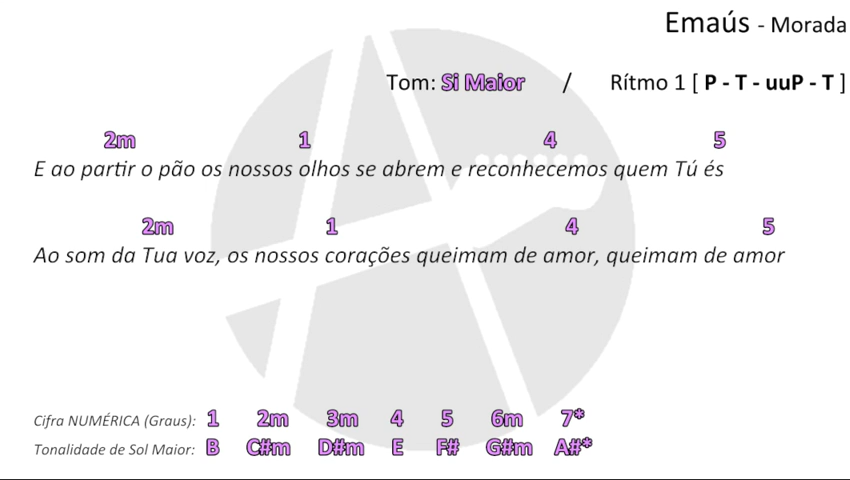 Emaús - Morada
Tom: Si Maior / Rítmo 1 [ P - T - uuP - T ]
2m 1 4 5
E ao partir o pão os nossos olhos se abrem e reconhecemos quem Tú és
2m 1 4 5
Ao som da Tua voz, os nossos corações queimam de amor, queimam de amor
Cifra NUMÉRICA (Graus): 1 2m 3m 4 5 6m 7*
Tonalidade de Sol Maior: B C#m D#m E F# G#m A#*